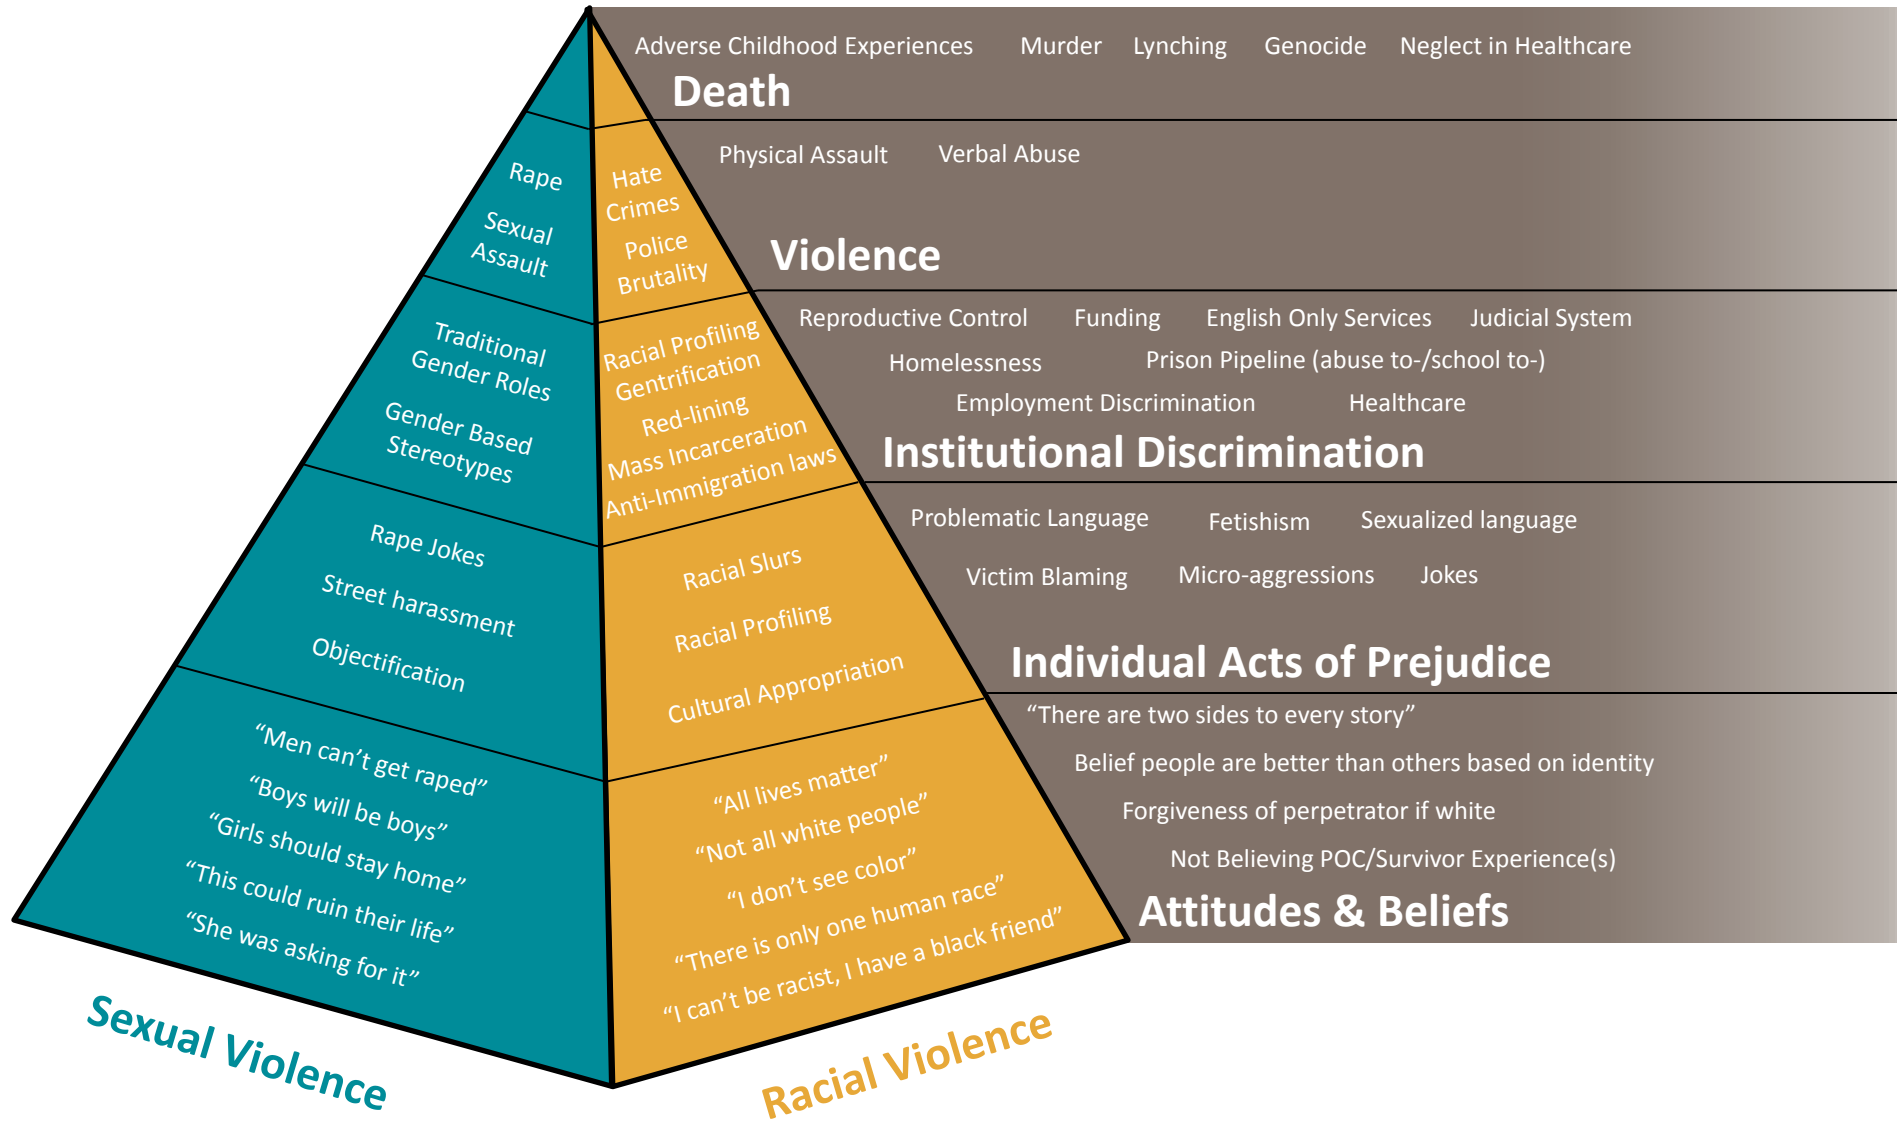 Adverse Childhood Experiences Murder Lynching Genocide Neglect in Healthcare
Death
Physical Assault Verbal Abuse
Violence
Reproductive Control Funding English Only Services Judicial System
Homelessness Prison Pipeline (abuse to-/school to-)
Employment Discrimination Healthcare
Institutional Discrimination
Problematic Language Fetishism Sexualized language
Victim Blaming Micro-aggressions Jokes
Individual Acts of Prejudice
“There are two sides to every story”
Belief people are better than others based on identity
Forgiveness of perpetrator if white
Not Believing POC/Survivor Experience(s)
Attitudes & Beliefs
Rape
Sexual
Assault
Traditional
Gender Roles
Gender Based
Stereotypes
Rape Jokes
Street harassment
Objectification
“Men can’t get raped”
“Boys will be boys”
“Girls should stay home”
“This could ruin their life”
“She was asking for it”
Sexual Violence
Hate
Crimes
Police
Brutality
Racial Profiling
Gentrification
Red-lining
Mass Incarceration
Anti-Immigration laws
Racial Slurs
Racial Profiling
Cultural Appropriation
“All lives matter”
“Not all white people”
“I don’t see color”
“There is only one human race”
“I can’t be racist, I have a black friend”
Racial Violence